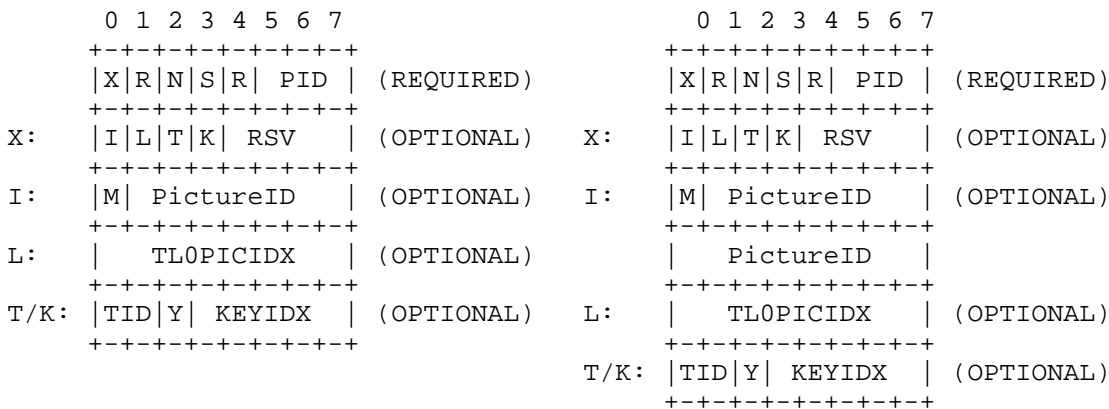 0 1 2 3 4 5 6 7                             0 1 2 3 4 5 6 7
     +-+-+-+-+-+-+-+-+                           +-+-+-+-+-+-+-+-+
     |X|R|N|S|R| PID | (REQUIRED)                |X|R|N|S|R| PID | (REQUIRED)
     +-+-+-+-+-+-+-+-+                           +-+-+-+-+-+-+-+-+
X:   |I|L|T|K| RSV   | (OPTIONAL)           X:   |I|L|T|K| RSV   | (OPTIONAL)
     +-+-+-+-+-+-+-+-+                           +-+-+-+-+-+-+-+-+
I:   |M| PictureID   | (OPTIONAL)           I:   |M| PictureID   | (OPTIONAL)
     +-+-+-+-+-+-+-+-+                           +-+-+-+-+-+-+-+-+
L:   |   TL0PICIDX   | (OPTIONAL)                |   PictureID   |
     +-+-+-+-+-+-+-+-+                           +-+-+-+-+-+-+-+-+
T/K: |TID|Y| KEYIDX  | (OPTIONAL)           L:   |   TL0PICIDX   | (OPTIONAL)
     +-+-+-+-+-+-+-+-+                           +-+-+-+-+-+-+-+-+
                                            T/K: |TID|Y| KEYIDX  | (OPTIONAL)
                                                 +-+-+-+-+-+-+-+-+